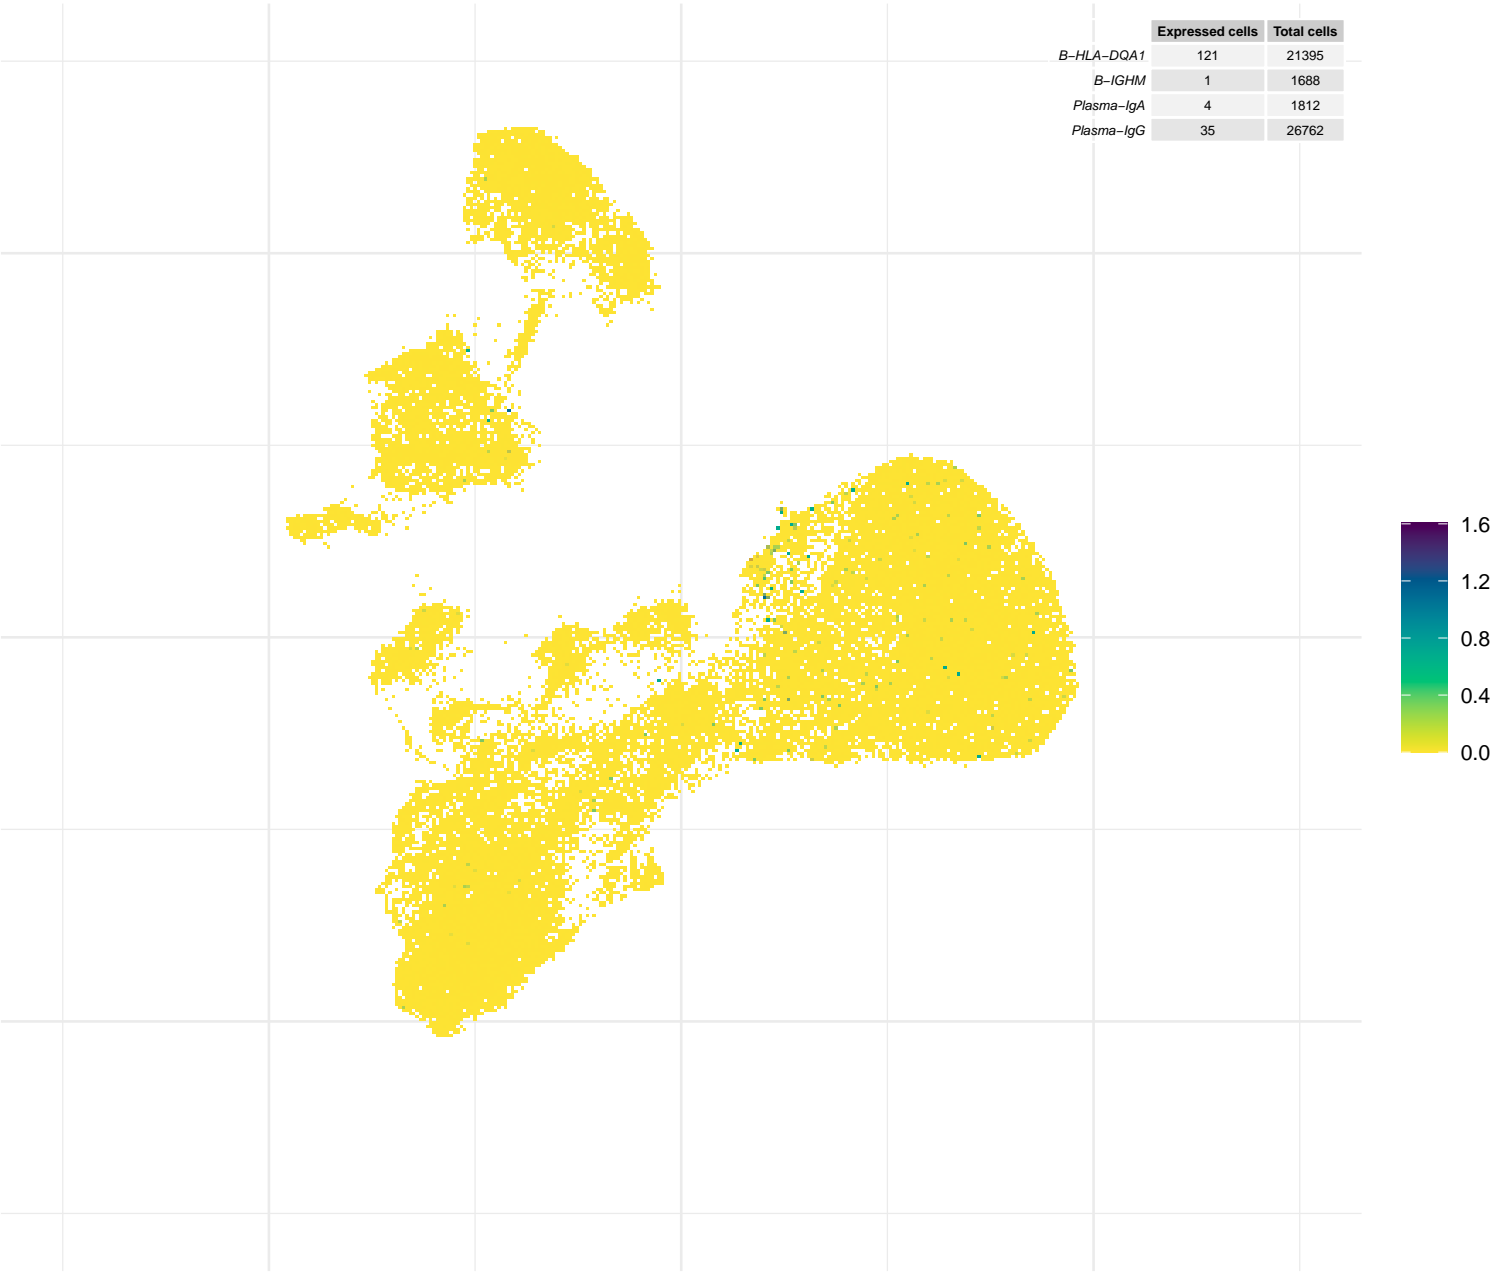 Expressed cells Total cells
B–HLA–DQA1 121 21395
B–IGHM 1 1688
Plasma–IgA 4 1812
Plasma–IgG 35 26762
1.6
1.2
0.8
0.4
0.0